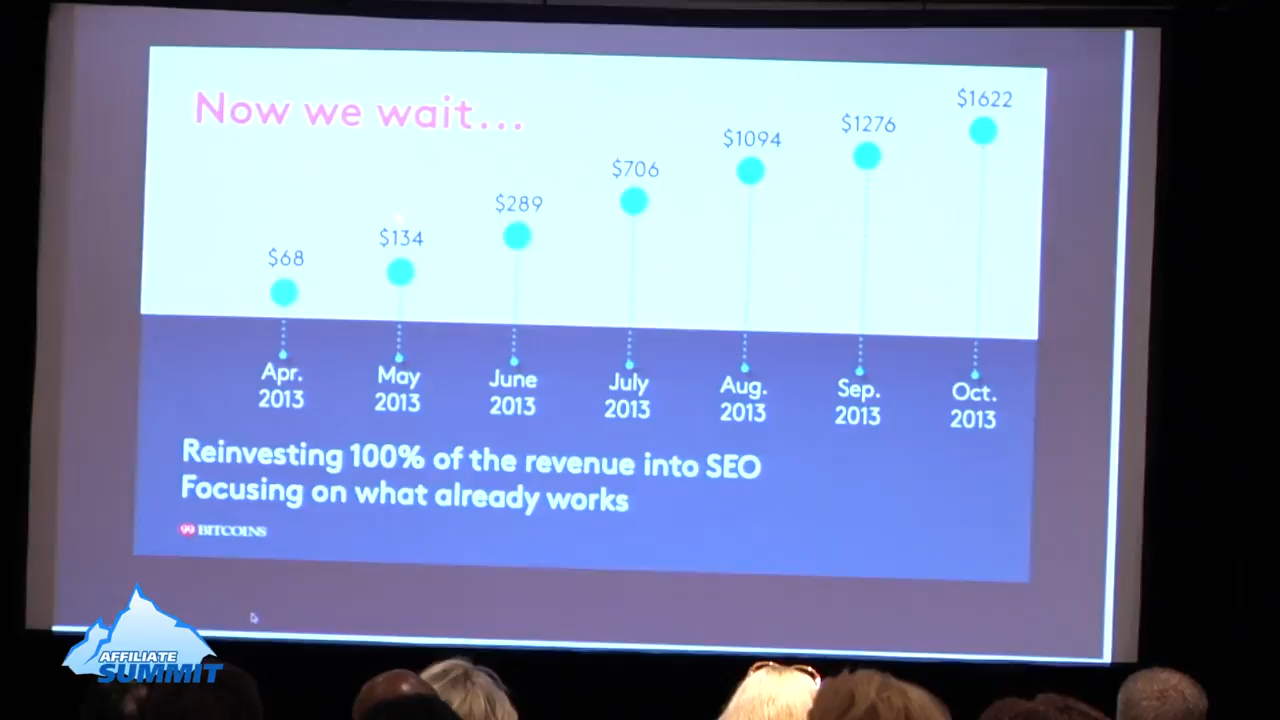 Now we wait...
$68
$134
$289
$706
$1094
$1276
$1622
Apr.
2013
May
2013
June
2013
July
2013
Aug.
2013
Sep.
2013
Oct.
2013
Reinvesting 100% of the revenue into SEO
Focusing on what already works
99 BITCOINS
AFFILIATE
SUMMIT